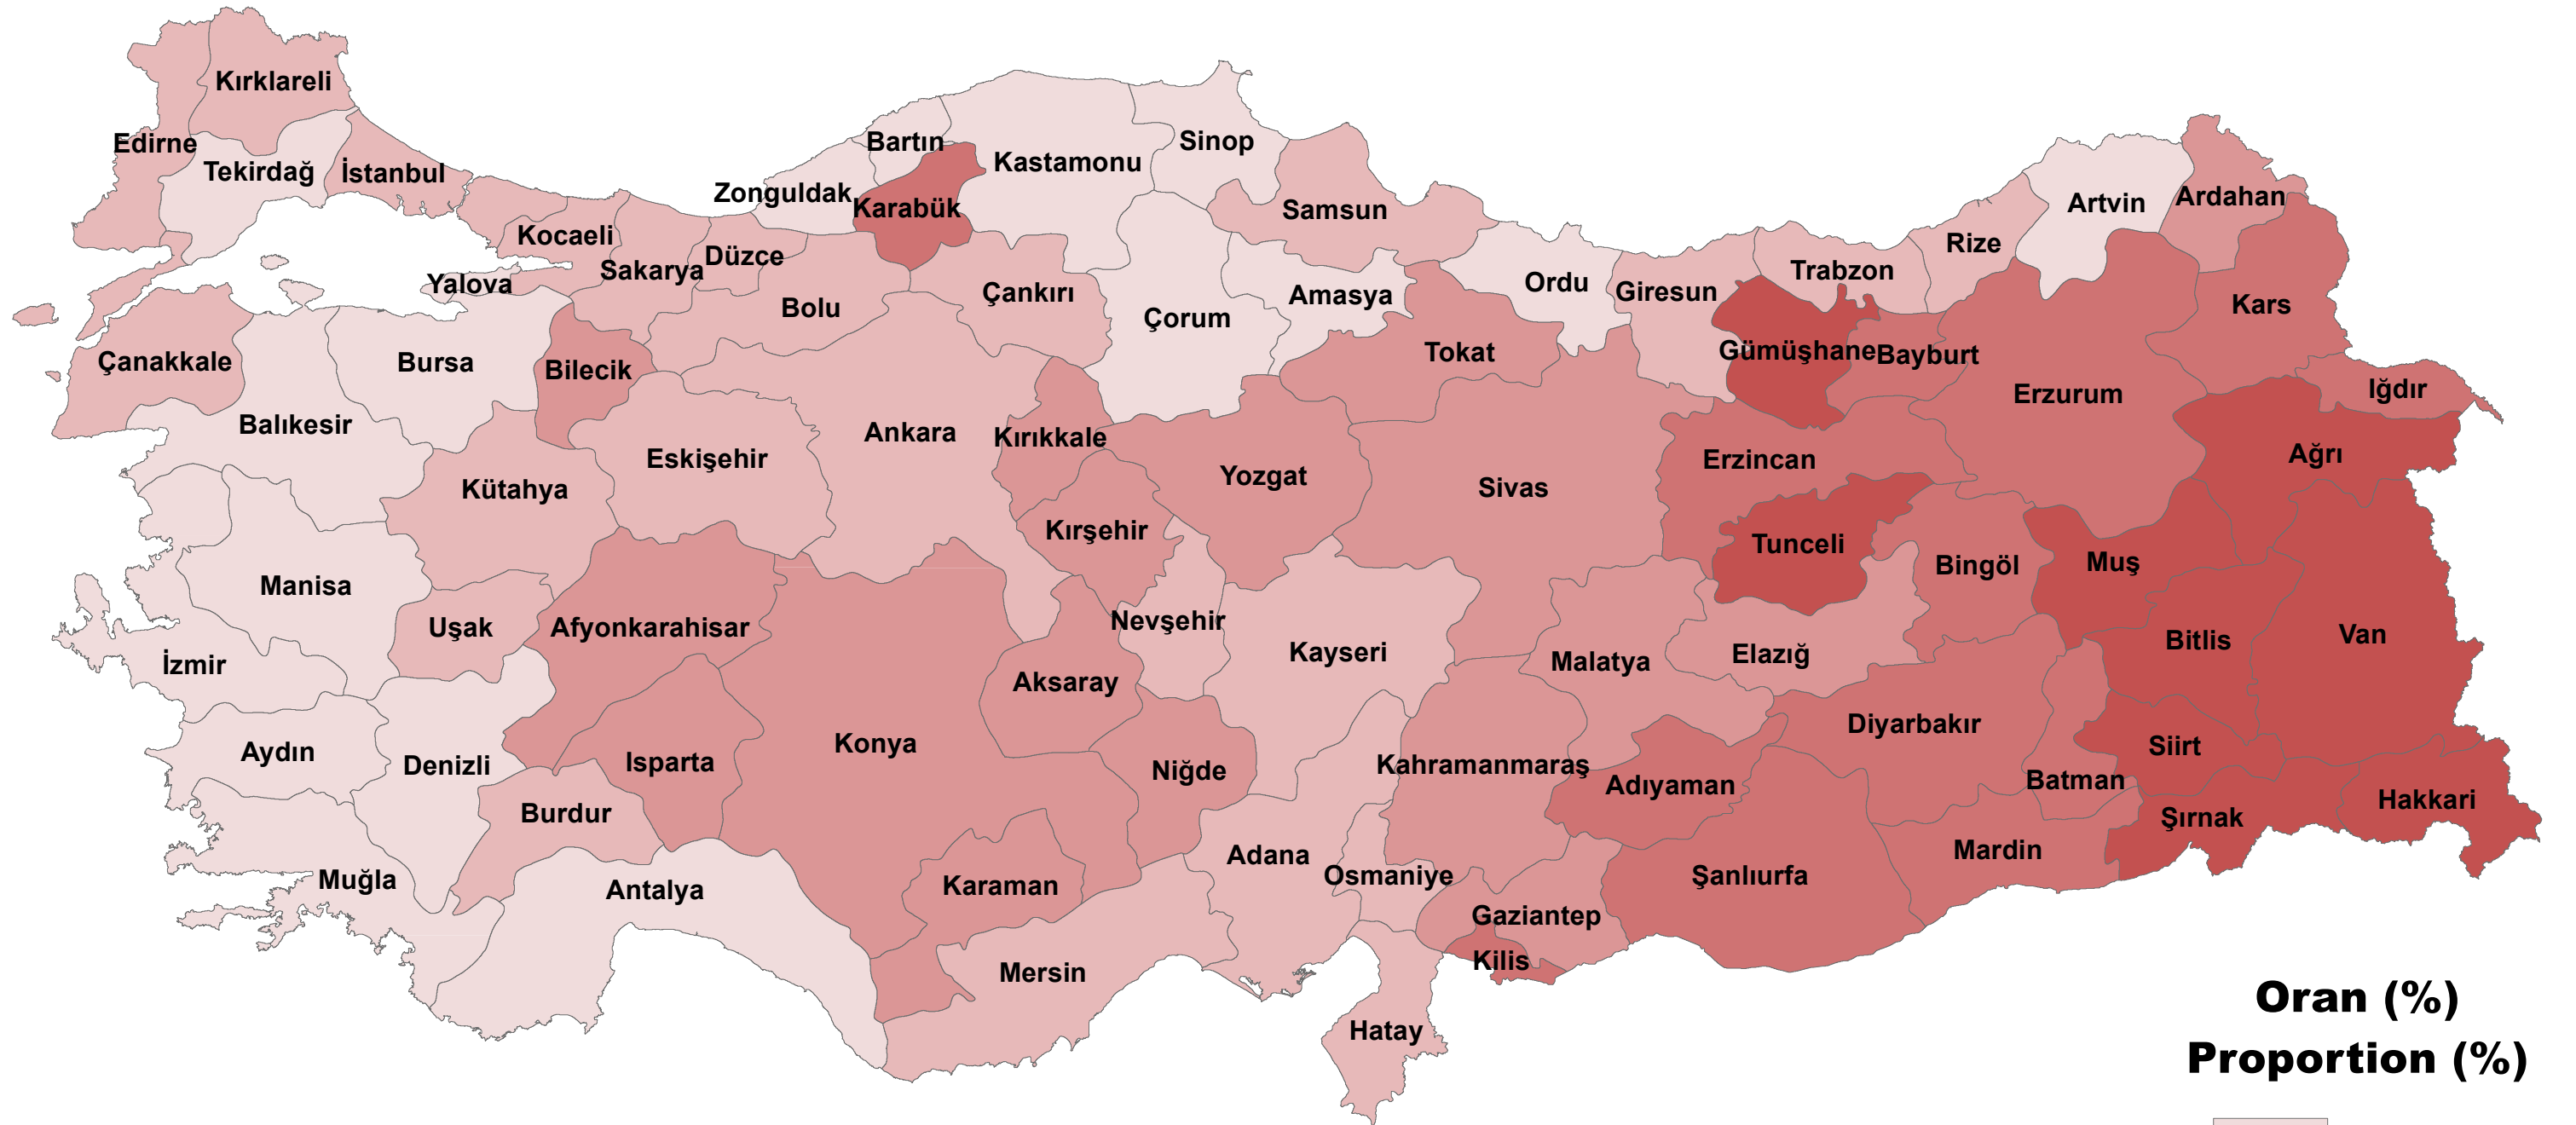 Kırklareli
Edirne
Tekirdağ
İstanbul
Bartın
Kastamonu
Sinop
Zonguldak
Karabük
Samsun
Artvin
Ardahan
Kocaeli
Düzce
Sakarya
Yalova
Bolu
Çankırı
Çorum
Amasya
Ordu
Giresun
Trabzon
Rize
Kars
Çanakkale
Bursa
Bilecik
Tokat
Gümüşhane
Bayburt
Erzurum
Iğdır
Balıkesir
Ankara
Kırıkkale
Eskişehir
Kütahya
Yozgat
Sivas
Erzincan
Ağrı
Kırşehir
Tunceli
Bingöl
Muş
Manisa
Uşak
Afyonkarahisar
Nevşehir
Kayseri
Malatya
Elazığ
Bitlis
Van
İzmir
Aksaray
Aydın
Denizli
Isparta
Konya
Niğde
Kahramanmaraş
Adıyaman
Diyarbakır
Batman
Siirt
Şırnak
Hakkari
Burdur
Muğla
Antalya
Karaman
Adana
Osmaniye
Gaziantep
Şanlıurfa
Mardin
Kilis
Mersin
Hatay
Oran (%)
Proportion (%)